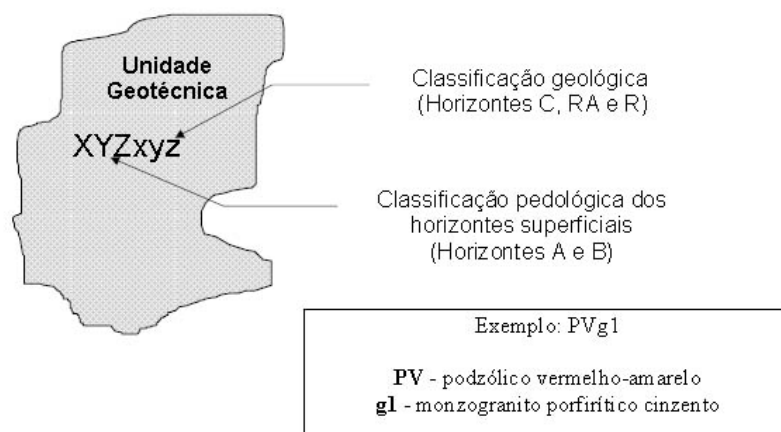 Unidade
Geotécnica
XYZxyz
Classificação geológica
(Horizontes C, RA e R)
Classificação pedológica dos
horizontes superficiais
(Horizontes A e B)
Exemplo: PVg1
PV - podzólico vermelho-amarelo
g1 - monzogranito porfirítico cinzento